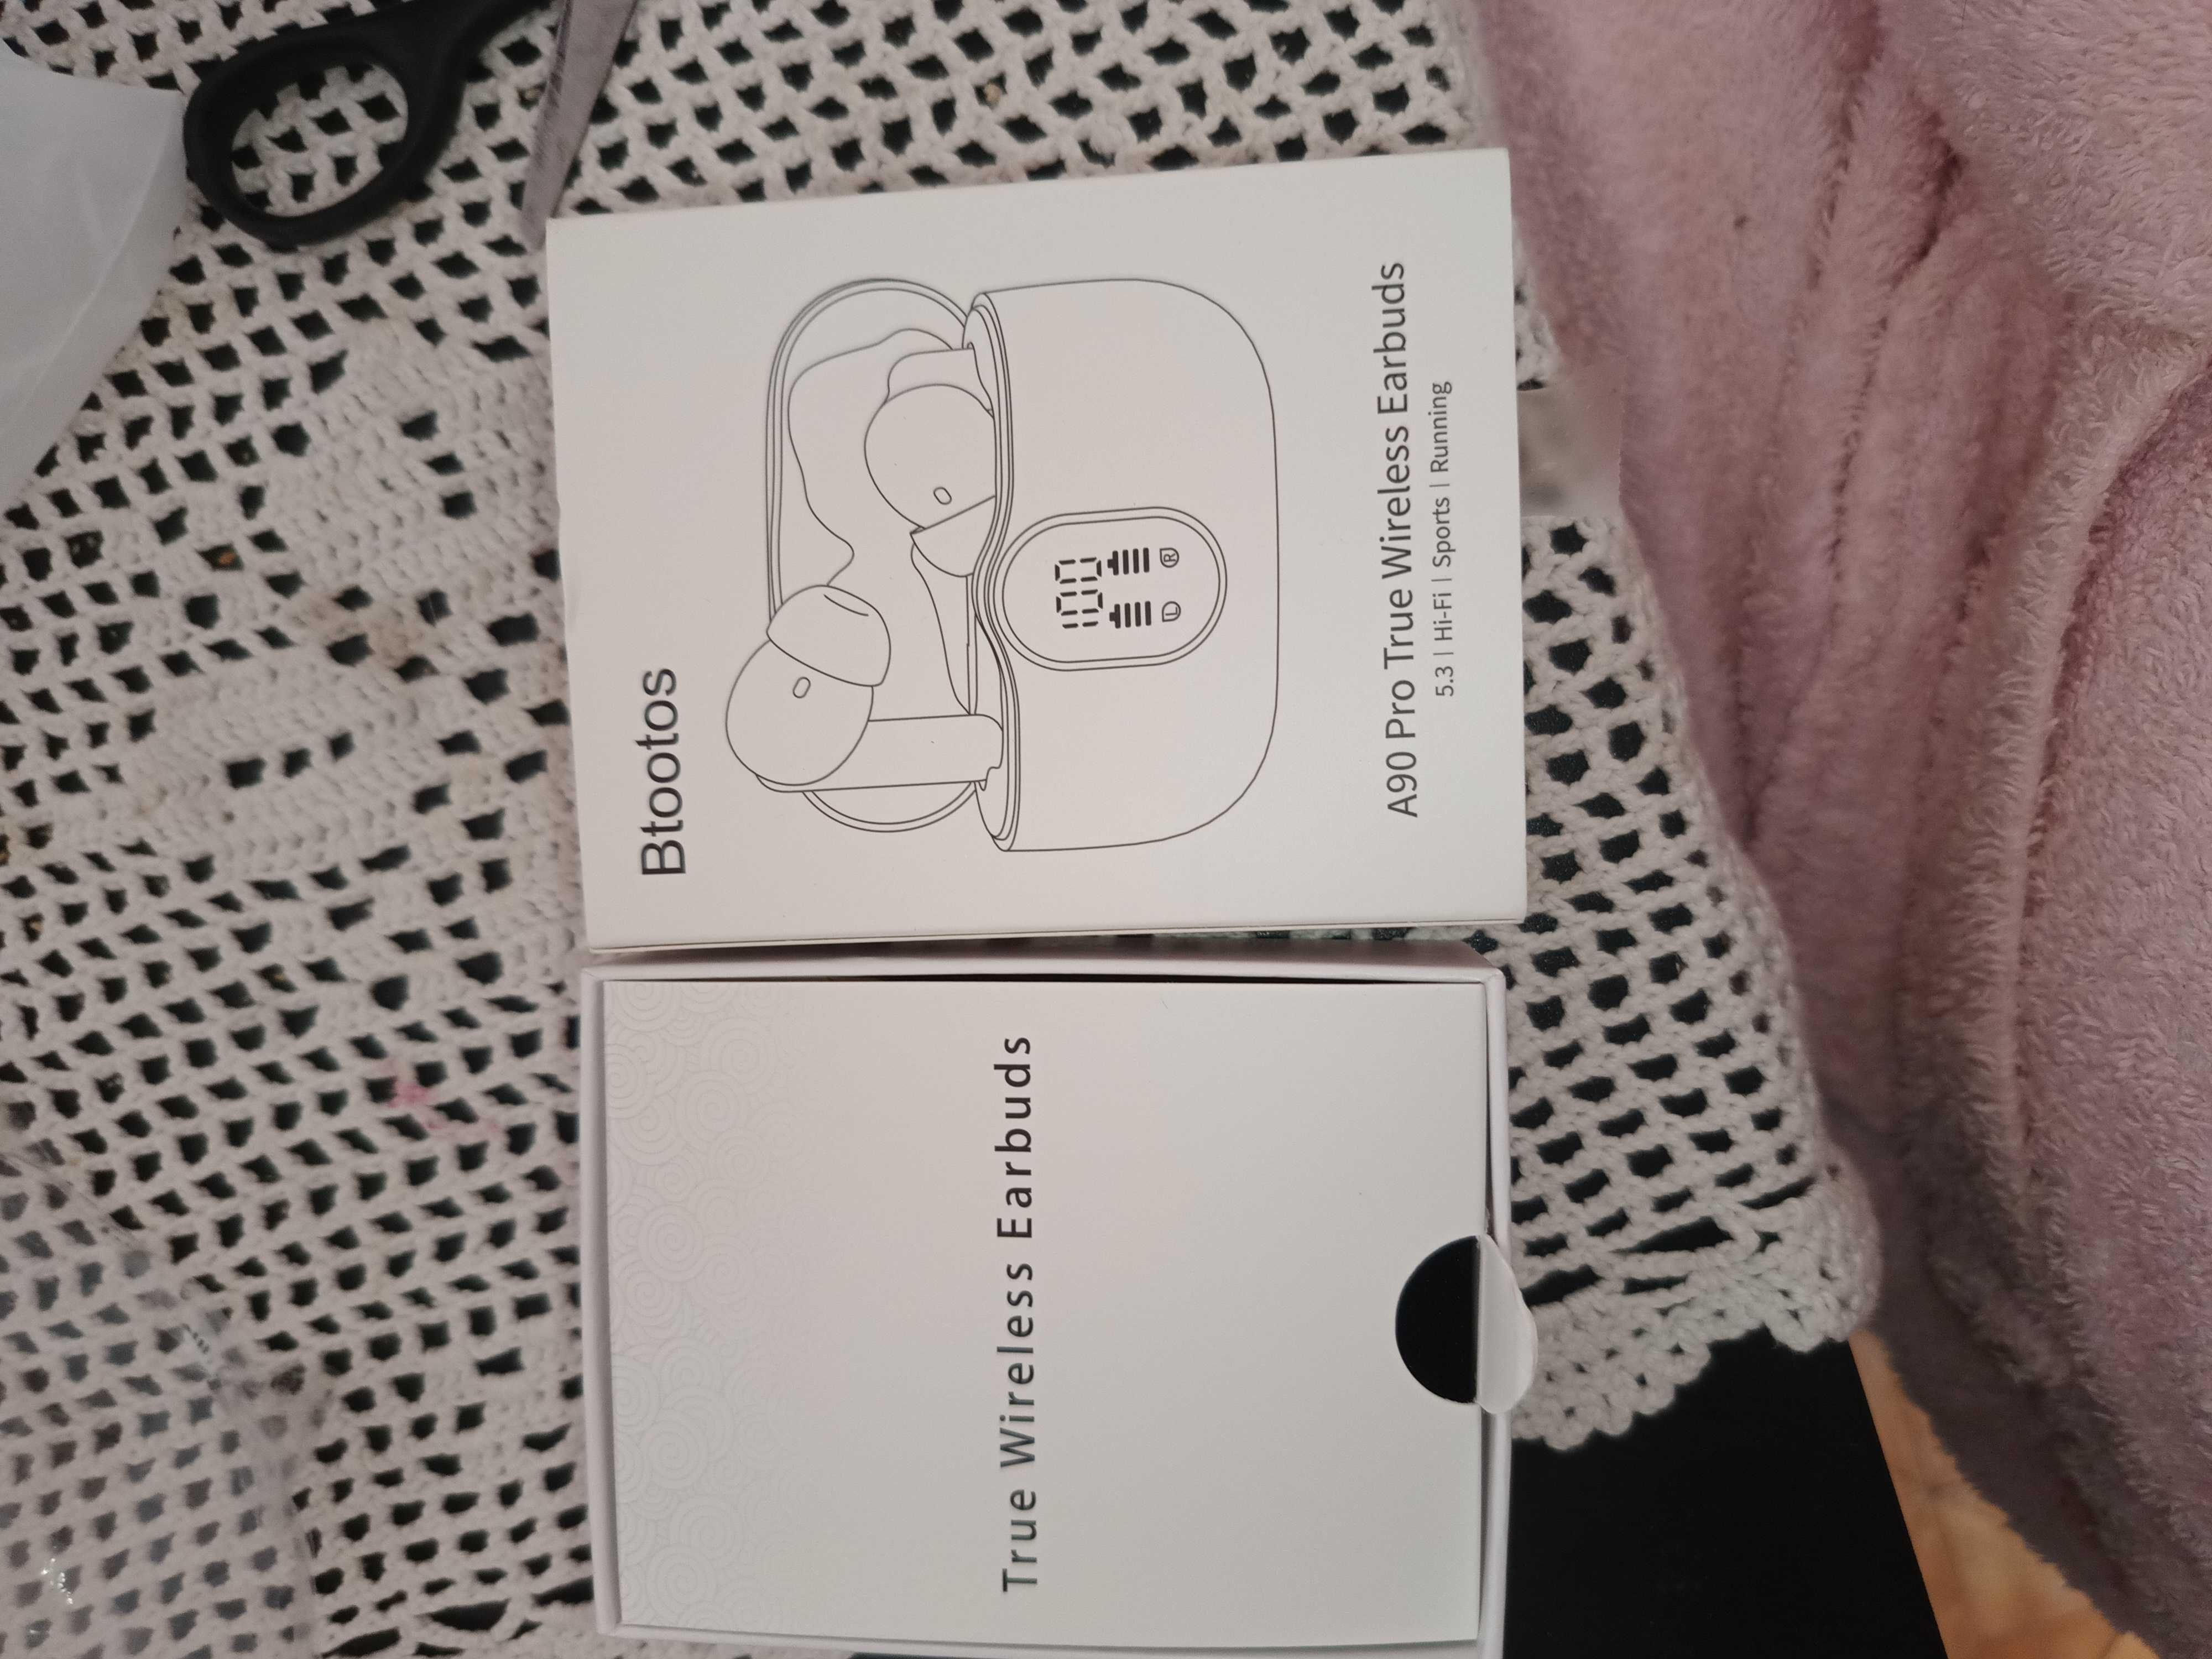 Btootos
100
L R
A90 Pro True Wireless Earbuds
5.3 | Hi-Fi | Sports | Running
True Wireless Earbuds